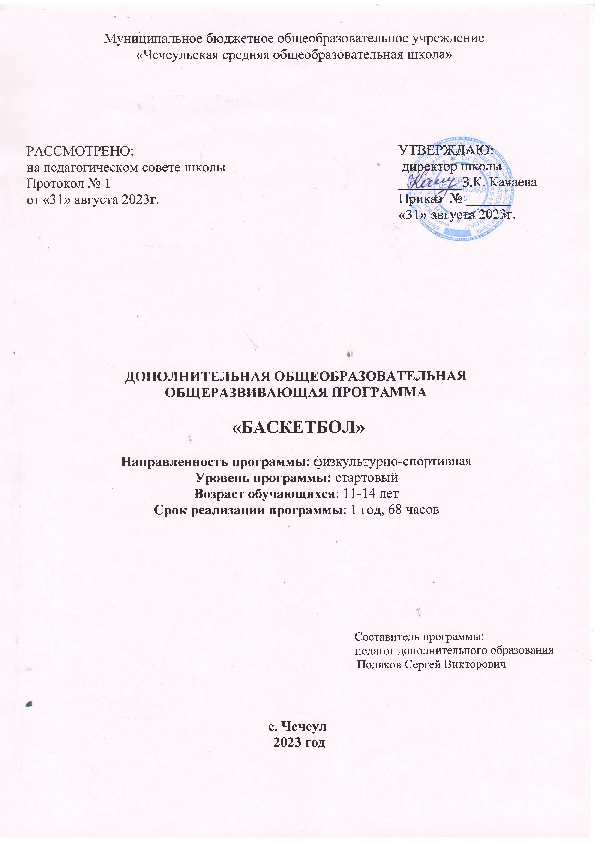 Муниципальное бюджетное общеобразовательное учреждение
«Чечеульская средняя общеобразовательная школа»
РАССМОТРЕНО:
на педагогическом совете школы
Протокол № 1
от «31» августа 2023г.
УТВЕРЖДАЮ:
директор школы
З.К. Качаева
Приказ №
«31» августа 2023г.
ДОПОЛНИТЕЛЬНАЯ ОБЩЕОБРАЗОВАТЕЛЬНАЯ
ОБЩЕРАЗВИВАЮЩАЯ ПРОГРАММА
«БАСКЕТБОЛ»
Направленность программы: физкультурно-спортивная
Уровень программы: стартовый
Возраст обучающихся: 11-14 лет
Срок реализации программы: 1 год, 68 часов
Составитель программы:
педагог дополнительного образования
Поляков Сергей Викторович
с. Чечеул
2023 год